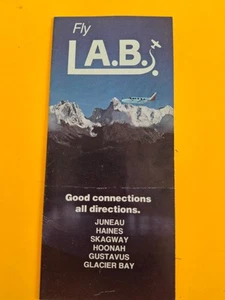 Fly
L.A.B.
Good connections
all directions.
JUNEAU
HAINES
SKAGWAY
HOONAH
GUSTAVUS
GLACIER BAY